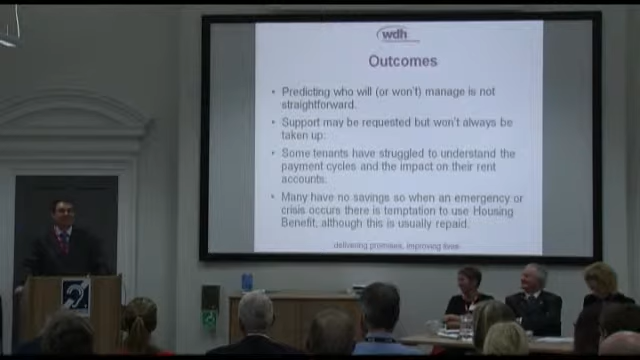 wdh
Outcomes
• Predicting who will (or won't) manage is not
straightforward.
• Support may be requested but won't always be
taken up:
• Some tenants have struggled to understand the
payment cycles and the impact on their rent
accounts.
• Many have no savings so when an emergency or
crisis occurs there is temptation to use Housing
Benefit, although this is usually repaid.
delivering promises, improving lives